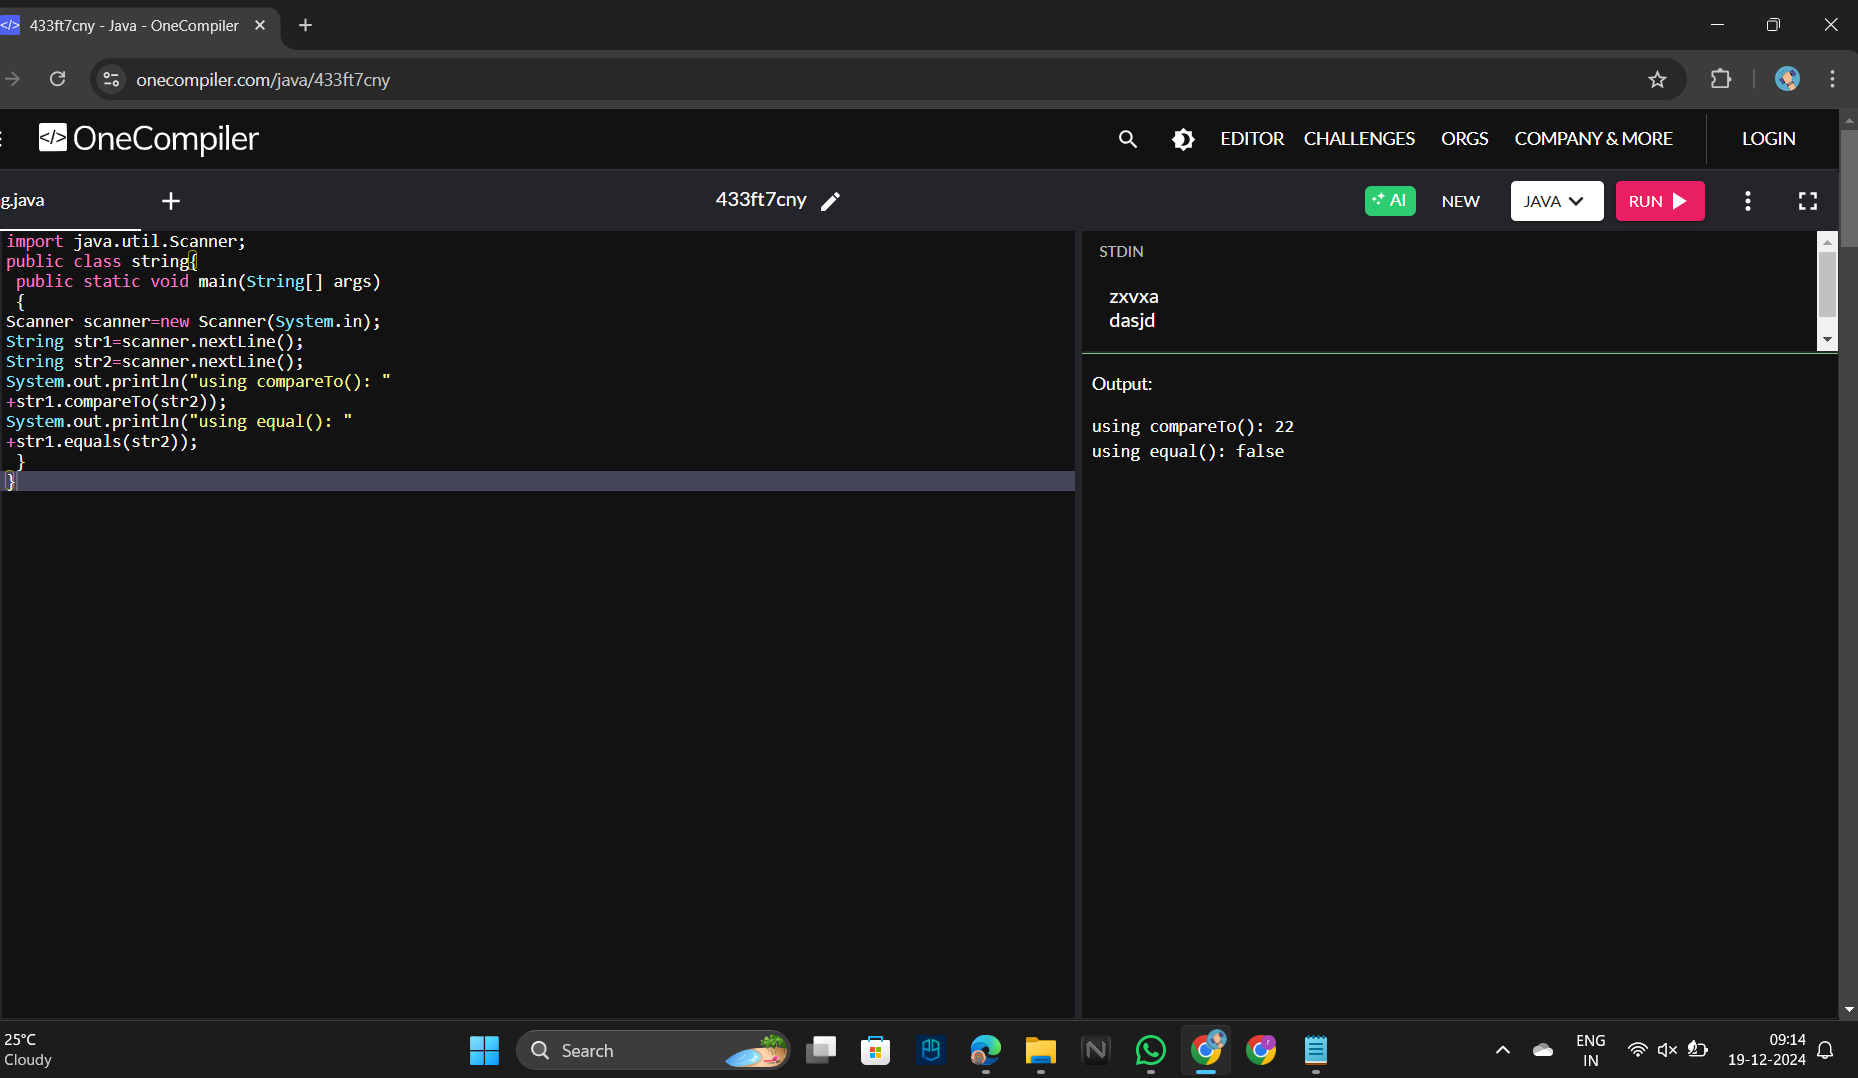 433ft7cny - Java - OneCompiler
onecompiler.com/java/433ft7cny
OneCompiler
EDITOR CHALLENGES ORGS COMPANY & MORE LOGIN
g.java
433ft7cny
AI NEW JAVA RUN
import java.util.Scanner;
public class string{
public static void main(String[] args)
{
Scanner scanner=new Scanner(System.in);
String str1=scanner.nextLine();
String str2=scanner.nextLine();
System.out.println("using compareTo(): "
+str1.compareTo(str2));
System.out.println("using equal(): "
+str1.equals(str2));
}
}
STDIN
zxvxa
dasjd
Output:
using compareTo(): 22
using equal(): false
25°C
Cloudy
Search
ENG
IN
09:14
19-12-2024